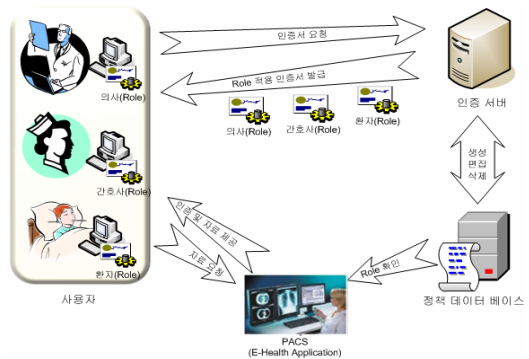 인증서 요청
Role 적용 인증서 발급
의사(Role)
의사(Role)
간호사(Role)
환자(Role)
인증 서버
간호사(Role)
생성
편집
삭제
인증 및 자료 제공
자료 요청
Role 확인
환자(Role)
사용자
정책 데이터 베이스
PACS
(E-Health Application)